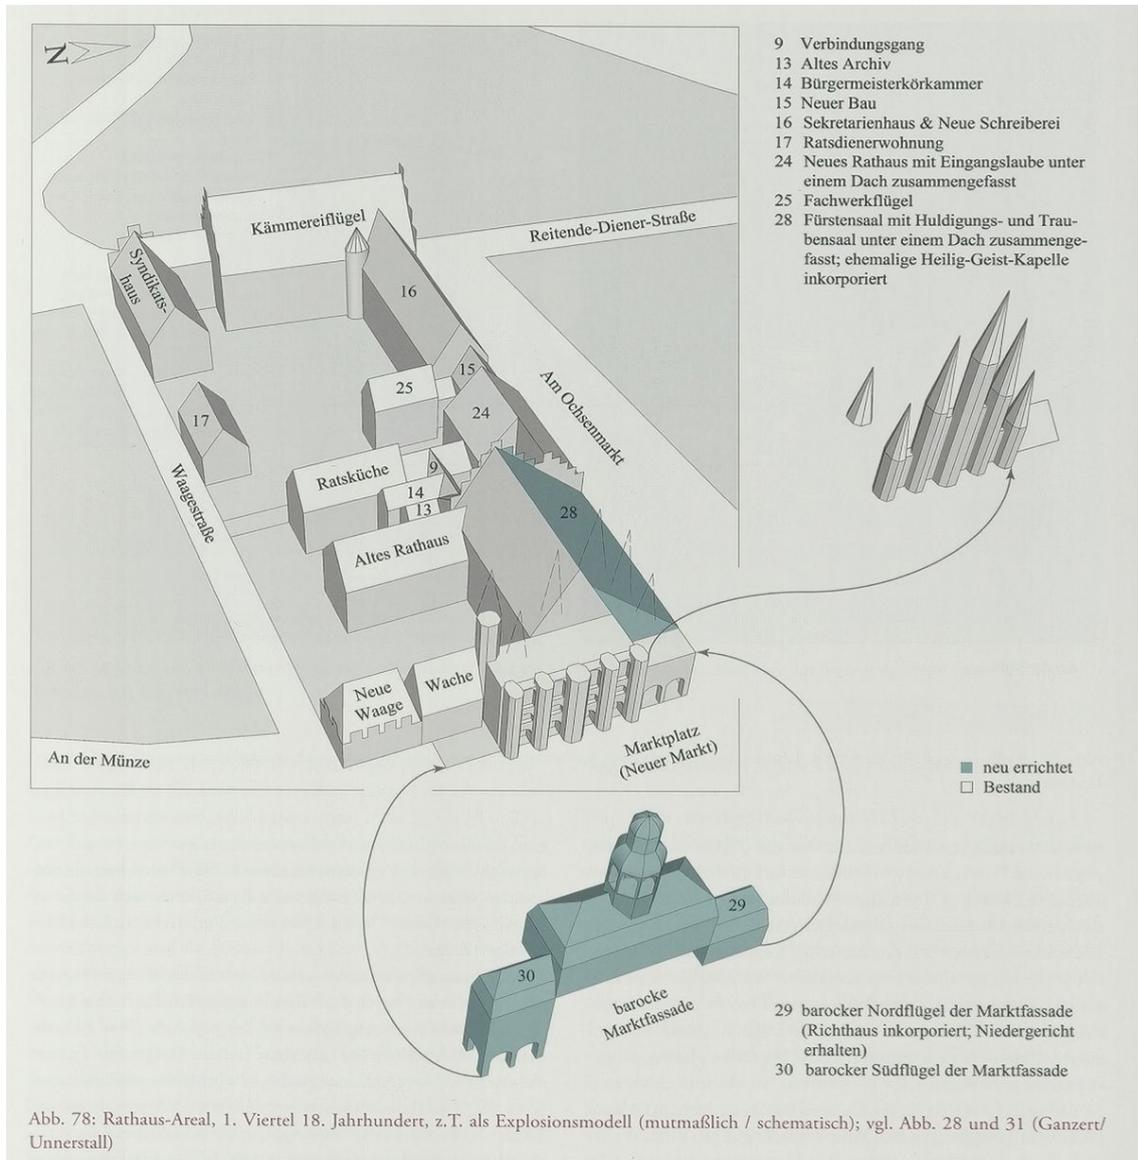 N
9 Verbindungsgang
13 Altes Archiv
14 Bürgermeisterkörkammer
15 Neuer Bau
16 Sekretarienhaus & Neue Schreiberei
17 Ratsdienerwohnung
24 Neues Rathaus mit Eingangslaube unter
einem Dach zusammengefasst
25 Fachwerkflügel
28 Fürstensaal mit Huldigungs- und Trau-
bensaal unter einem Dach zusammenge-
fasst; ehemalige Heilig-Geist-Kapelle
inkorporiert
Kämmereiflügel
Reitende-Diener-Straße
Syndikats-
haus
16
15
25
24
Am Ochsenmarkt
17
Ratsküche
9
14
13
28
Waagestraße
Altes Rathaus
Neue
Waage
Wache
Marktplatz
(Neuer Markt)
An der Münze
neu errichtet
Bestand
29
30
barocke
Marktfassade
29 barocker Nordflügel der Marktfassade
(Richthaus inkorporiert; Niedergericht
erhalten)
30 barocker Südflügel der Marktfassade
Abb. 78: Rathaus-Areal, 1. Viertel 18. Jahrhundert, z.T. als Explosionsmodell (mutmaßlich / schematisch); vgl. Abb. 28 und 31 (Ganzert/
Unnerstall)